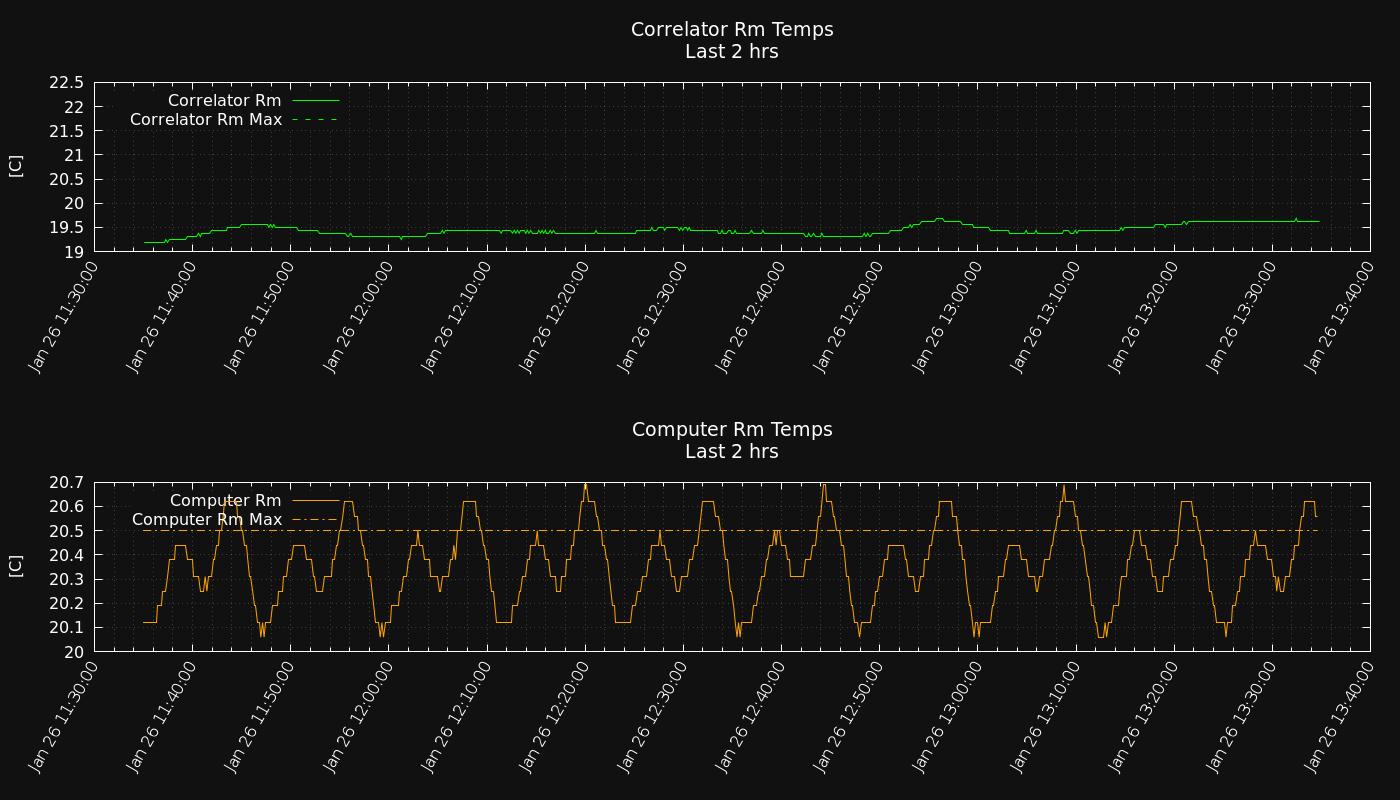 Correlator Rm Temps
Last 2 hrs
22.5
22
21.5
21
20.5
20
19.5
19
[C]
Correlator Rm
Correlator Rm Max
Jan 26 11:30:00
Jan 26 11:40:00
Jan 26 11:50:00
Jan 26 12:00:00
Jan 26 12:10:00
Jan 26 12:20:00
Jan 26 12:30:00
Jan 26 12:40:00
Jan 26 12:50:00
Jan 26 13:00:00
Jan 26 13:10:00
Jan 26 13:20:00
Jan 26 13:30:00
Jan 26 13:40:00
Computer Rm Temps
Last 2 hrs
20.7
20.6
20.5
20.4
20.3
20.2
20.1
20
[C]
Computer Rm
Computer Rm Max
Jan 26 11:30:00
Jan 26 11:40:00
Jan 26 11:50:00
Jan 26 12:00:00
Jan 26 12:10:00
Jan 26 12:20:00
Jan 26 12:30:00
Jan 26 12:40:00
Jan 26 12:50:00
Jan 26 13:00:00
Jan 26 13:10:00
Jan 26 13:20:00
Jan 26 13:30:00
Jan 26 13:40:00